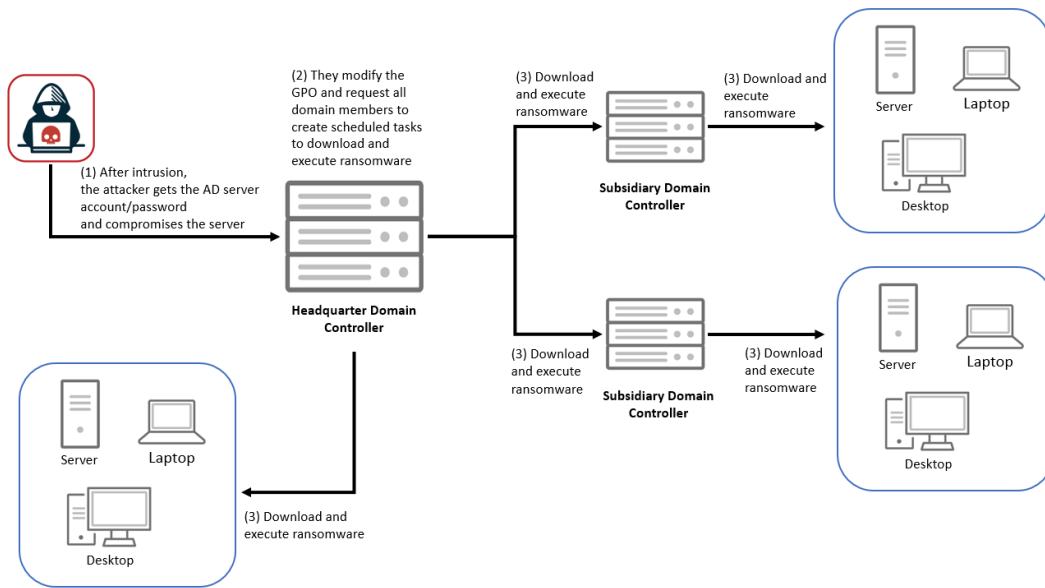 (1) After intrusion,
the attacker gets the AD server
account/password
and compromises the server
(2) They modify the
GPO and request all
domain members to
create scheduled tasks
to download and
execute ransomware
Headquarter Domain
Controller
(3) Download
and execute
ransomware
Subsidiary Domain
Controller
(3) Download and
execute
ransomware
Server
Laptop
Desktop
(3) Download
and execute
ransomware
Subsidiary Domain
Controller
(3) Download
and execute
ransomware
Server
Laptop
Desktop
Server
Laptop
Desktop
(3) Download and
execute ransomware